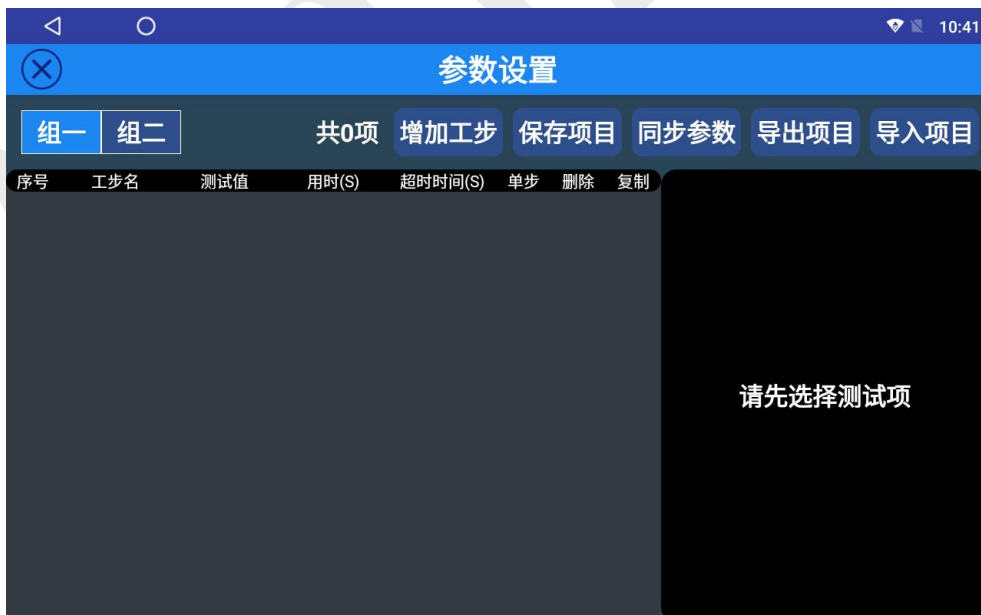 10:41
参数设置
组一 组二 共0项 增加工步 保存项目 同步参数 导出项目 导入项目
序号 工步名 测试值 用时(S) 超时时间(S) 单步 删除 复制
请先选择测试项